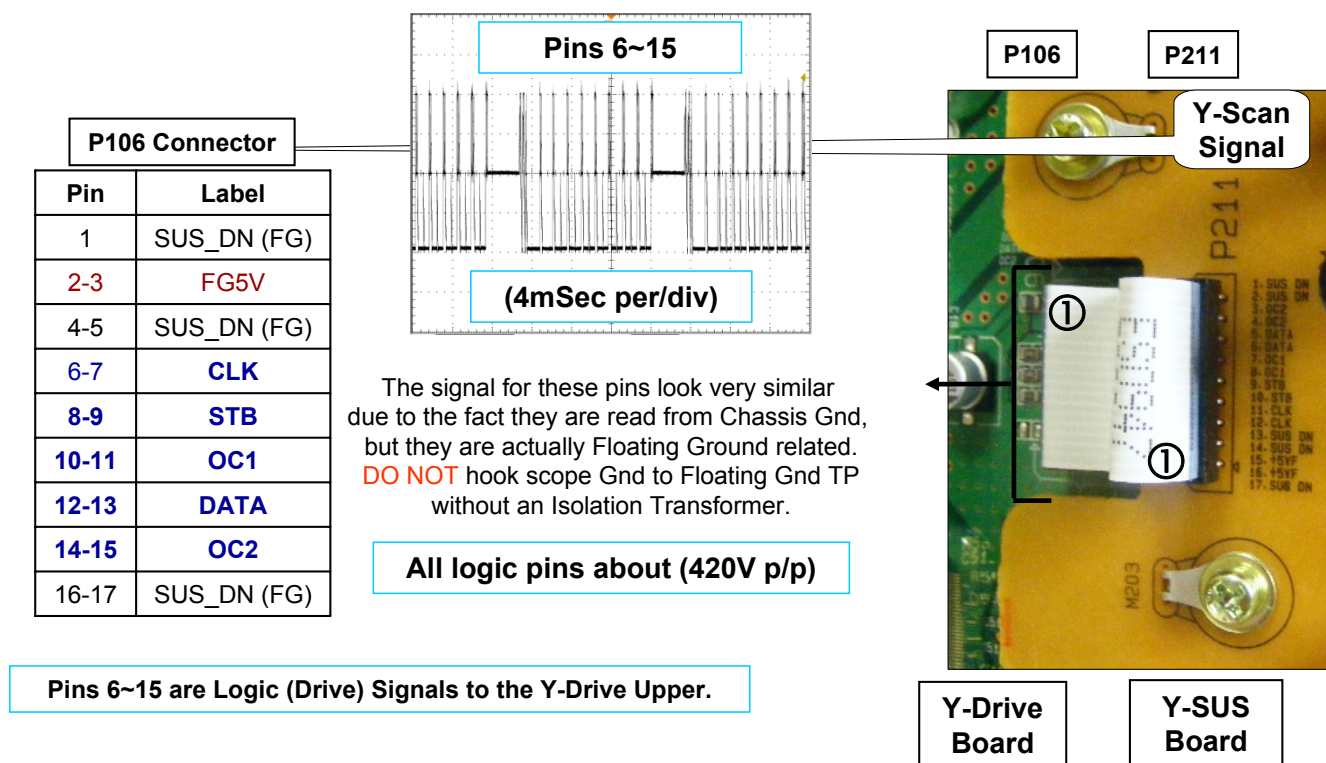 Pins 6~15
P106
P211
Y-Scan
Signal
P106 Connector
Pin Label
1 SUS_DN (FG)
2-3 FG5V
4-5 SUS_DN (FG)
6-7 CLK
8-9 STB
10-11 OC1
12-13 DATA
14-15 OC2
16-17 SUS_DN (FG)
(4mSec per/div)
The signal for these pins look very similar
due to the fact they are read from Chassis Gnd,
but they are actually Floating Ground related.
DO NOT hook scope Gnd to Floating Gnd TP
without an Isolation Transformer.
All logic pins about (420V p/p)
Pins 6~15 are Logic (Drive) Signals to the Y-Drive Upper.
P211
①
①
1. SUS DN
2. SUS DN
3. OC2
4. OC2
5. DATA
6. DATA
7. OC1
8. OC1
9. STB
10. STB
11. CLK
12. CLK
13. SUS DN
14. SUS DN
15. +5VF
16. +5VF
17. SUS DN
M203
Y-Drive
Board
Y-SUS
Board